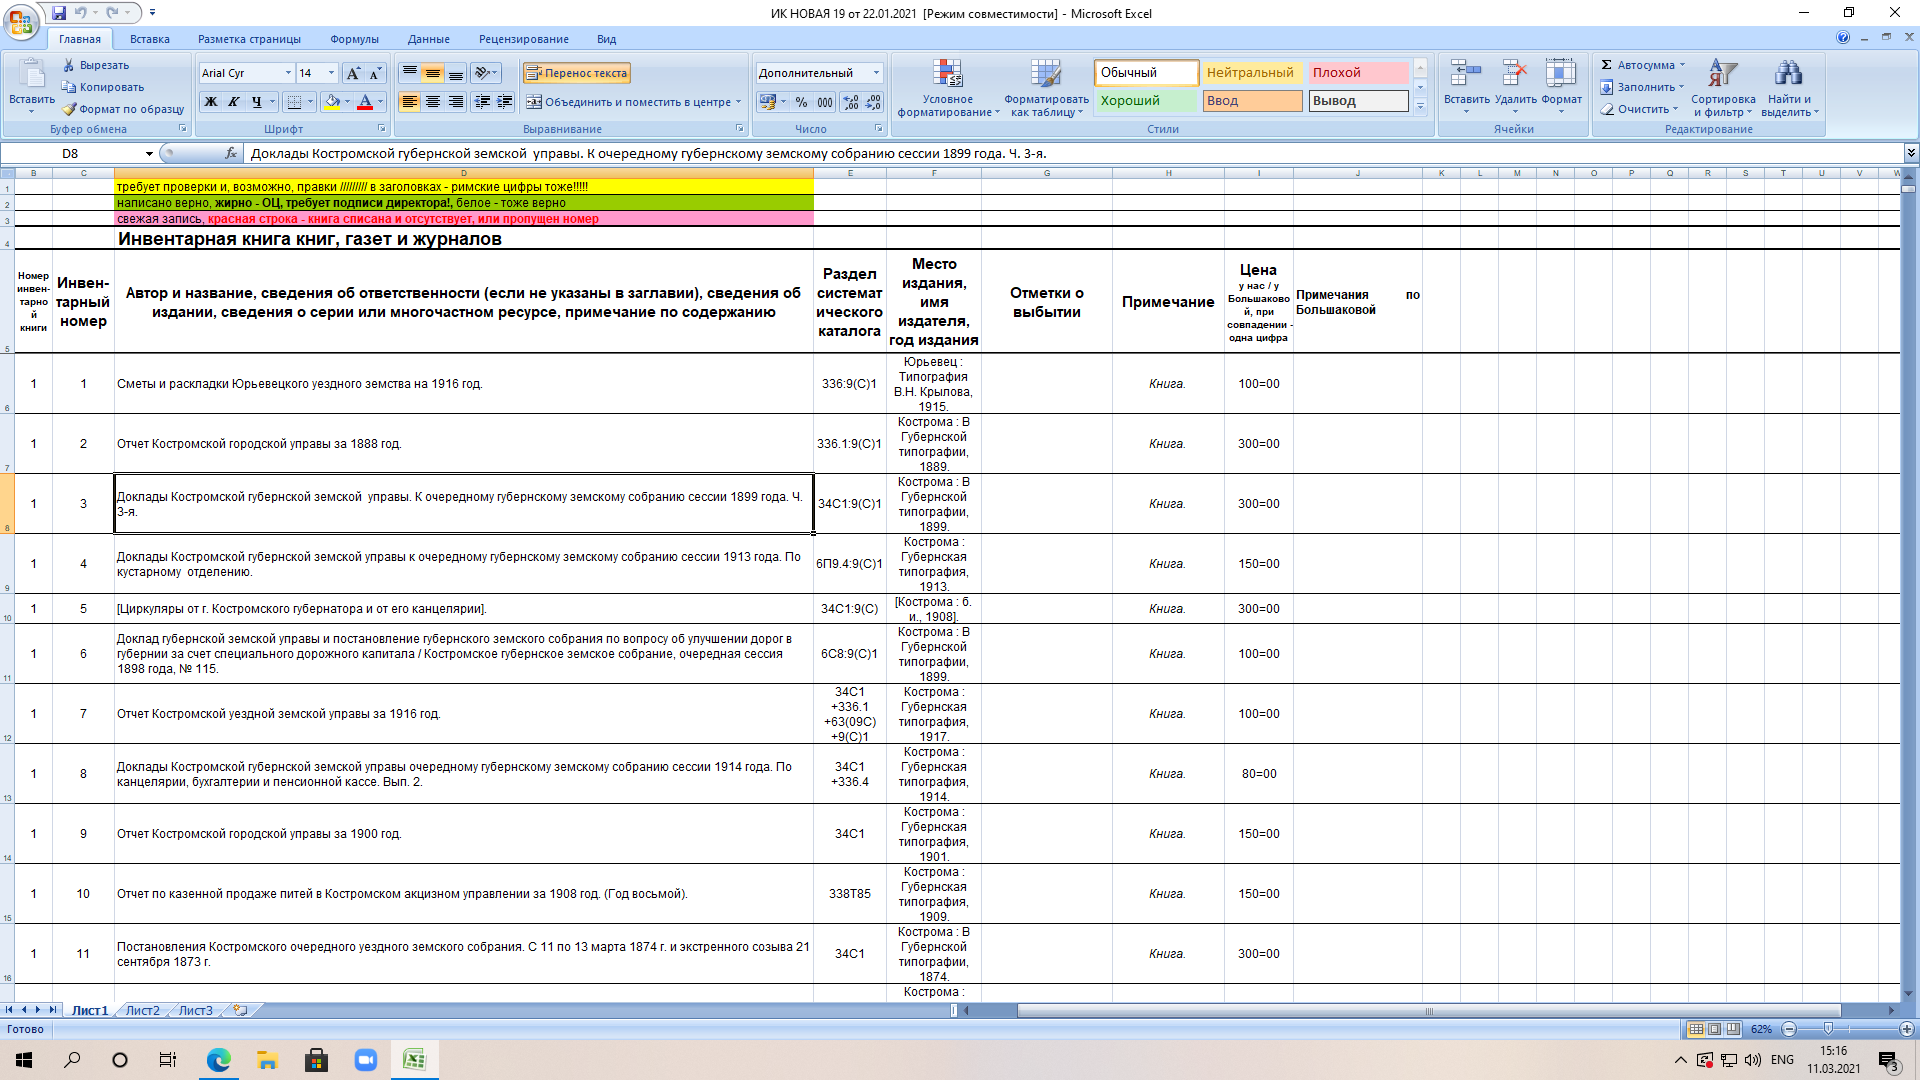 ИК НОВАЯ 19 от 22.01.2021 [Режим совместимости] - Microsoft Excel
Главная Вставка Разметка страницы Формулы Данные Рецензирование Вид
Вставить
Вырезать
Копировать
Формат по образцу
Буфер обмена
Arial Cyr 14
Ж К Ч
Шрифт
Перенос текста
Объединить и поместить в центре
Выравнивание
Дополнительный
% 000
Число
Условное форматирование
Форматировать как таблицу
Обычный Нейтральный Плохой
Хороший Ввод Вывод
Стили
Вставить Удалить Формат
Ячейки
Автосумма
Заполнить
Очистить
Сортировка и фильтр
Найти и выделить
Редактирование
D8 fx Доклады Костромской губернской земской  управы. К очередному губернскому земскому собранию сессии 1899 года. Ч. 3-я.
B C D E F G H I J K L M N O P Q R S T U V W
1 требует проверки и, возможно, правки ///////// в заголовках - римские цифры тоже!!!!!
2 написано верно, жирно - ОЦ, требует подписи директора!, белое - тоже верно
3 свежая запись, красная строка - книга списана и отсутствует, или пропущен номер
4 Инвентарная книга книг, газет и журналов
5
Номер инвен-тарно й книги
Инвен-тарный номер
Автор и название, сведения об ответственности (если не указаны в заглавии), сведения об издании, сведения о серии или многочастном ресурсе, примечание по содержанию
Раздел систематического каталога
Место издания, имя издателя, год издания
Отметки о выбытии
Примечание
Цена у нас / у Большаковой, при совпадении - одна цифра
Примечания по Большаковой
6 1 1 Сметы и раскладки Юрьевецкого уездного земства на 1916 год. 336:9(С)1 Юрьевец : Типография В.Н. Крылова, 1915. Книга. 100=00
7 1 2 Отчет Костромской городской управы за 1888 год. 336.1:9(С)1 Кострома : В Губернской типографии, 1889. Книга. 300=00
8 1 3 Доклады Костромской губернской земской  управы. К очередному губернскому земскому собранию сессии 1899 года. Ч. 3-я. 34С1:9(С)1 Кострома : В Губернской типографии, 1899. Книга. 300=00
9 1 4 Доклады Костромской губернской земской управы к очередному губернскому земскому собранию сессии 1913 года. По кустарному  отделению. 6П9.4:9(С)1 Кострома : Губернская типография, 1913. Книга. 150=00
10 1 5 [Циркуляры от г. Костромского губернатора и от его канцелярии]. 34С1:9(С) [Кострома : б. и., 1908]. Книга. 300=00
11 1 6 Доклад губернской земской управы и постановление губернского земского собрания по вопросу об улучшении дорог в губернии за счет специального дорожного капитала / Костромское губернское земское собрание, очередная сессия 1898 года, № 115. 6С8:9(С)1 Кострома : В Губернской типографии, 1899. Книга. 100=00
12 1 7 Отчет Костромской уездной земской управы за 1916 год. 34С1 +336.1 +63(09С) +9(С)1 Кострома : Губернская типография, 1917. Книга. 100=00
13 1 8 Доклады Костромской губернской земской управы очередному губернскому земскому собранию сессии 1914 года. По канцелярии, бухгалтерии и пенсионной кассе. Вып. 2. 34С1 +336.4 Кострома : Губернская типография, 1914. Книга. 80=00
14 1 9 Отчет Костромской городской управы за 1900 год. 34С1 Кострома : Губернская типография, 1901. Книга. 150=00
15 1 10 Отчет по казенной продаже питей в Костромском акцизном управлении за 1908 год. (Год восьмой). 338Т85 Кострома : Губернская типография, 1909. Книга. 150=00
16 1 11 Постановления Костромского очередного уездного земского собрания. С 11 по 13 марта 1874 г. и экстренного созыва 21 сентября 1873 г. 34С1 Кострома : В Губернской типографии, 1874. Книга. 300=00
Кострома :
Лист1 Лист2 Лист3
Готово 62%
ENG 15:16
11.03.2021 3